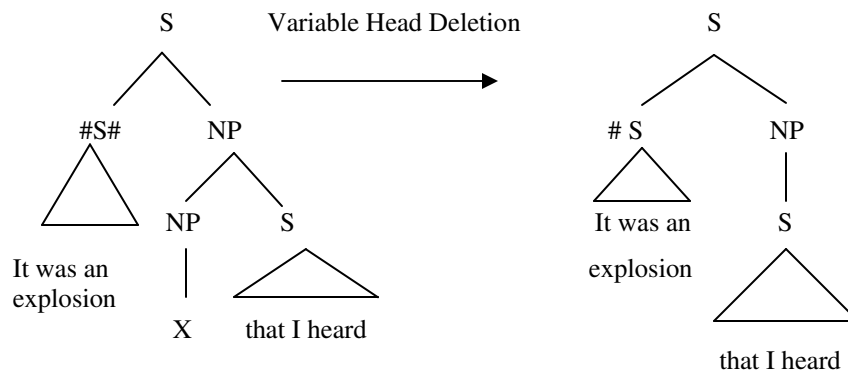 S Variable Head Deletion S
#S# NP # S NP
NP S It was an S
It was an explosion
explosion
X that I heard
that I heard